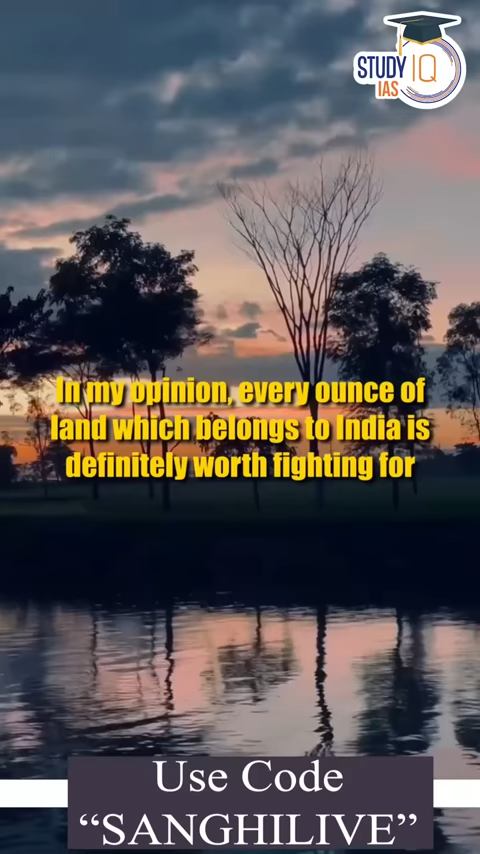 STUDY IQ
IAS
In my opinion, every ounce of
land which belongs to India is
definitely worth fighting for
Use Code
“SANGHILIVE”